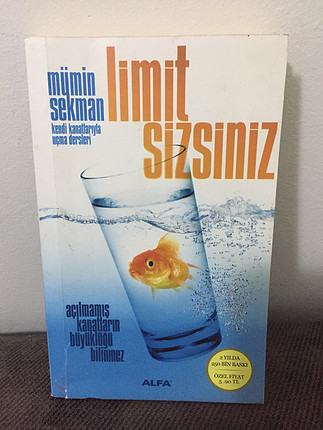 mümin
sekman
kendi kanatlarıyla
uçma dersleri
limit
sizsiniz
açılmamış
kanatların
büyüklüğü
bilinmez
2 YILDA
250 BİN BASKI
ÖZEL FİYAT
5 .90 TL
ALFA